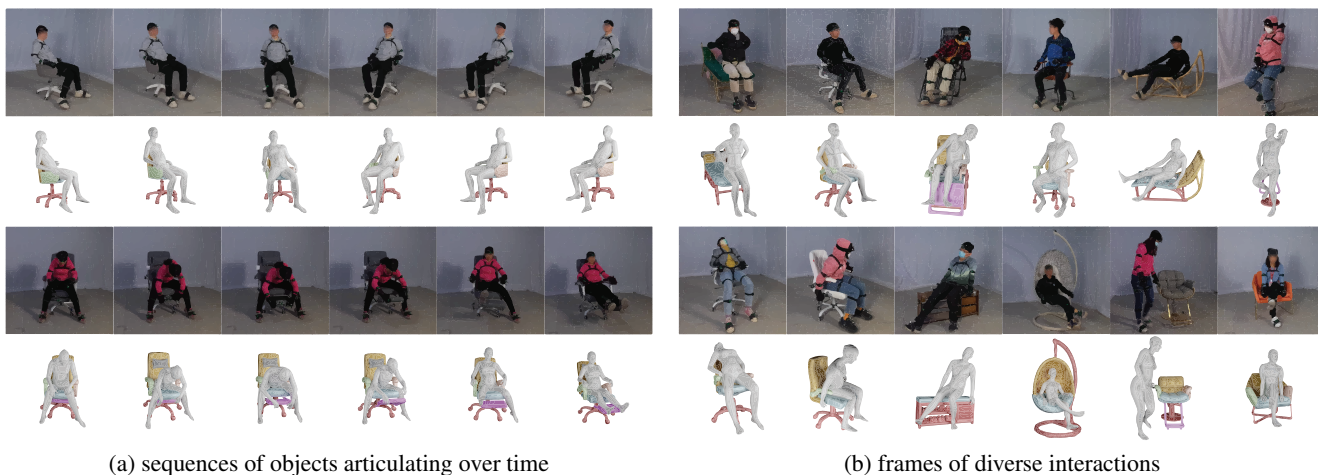 (a) sequences of objects articulating over time
(b) frames of diverse interactions